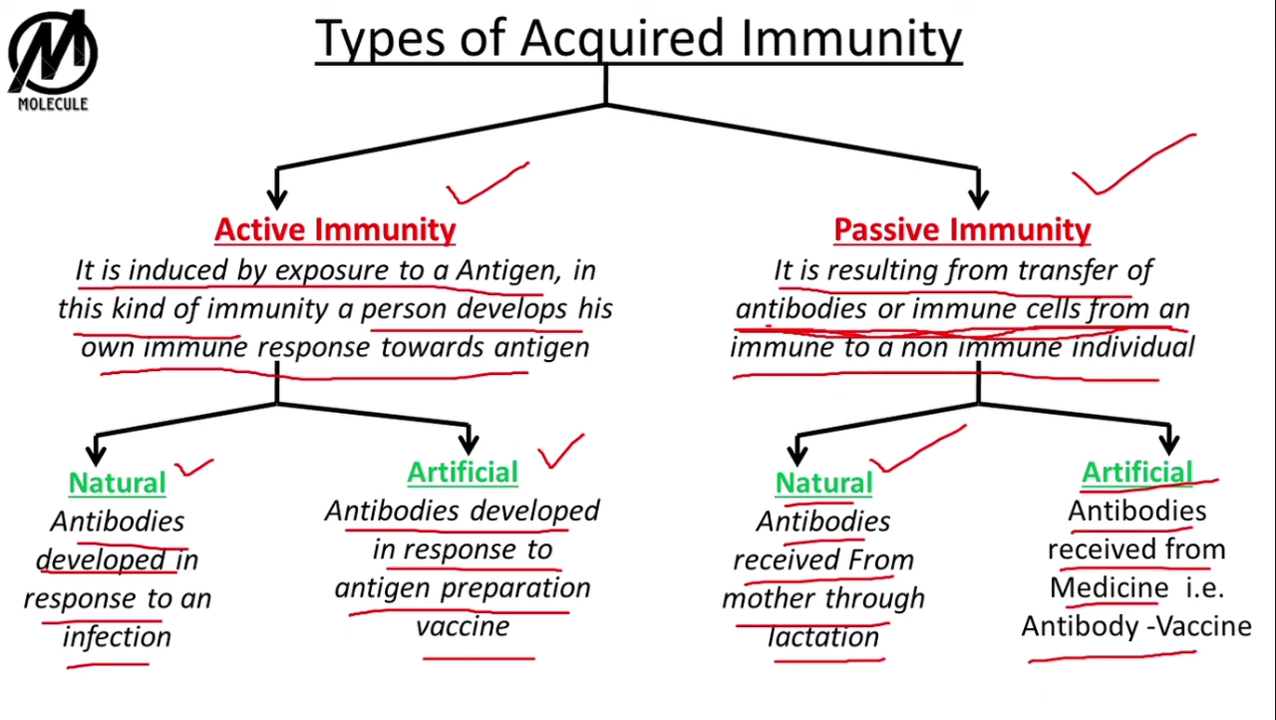 MOLECULE
Types of Acquired Immunity
Active Immunity
It is induced by exposure to a Antigen, in
this kind of immunity a person develops his
own immune response towards antigen
Passive Immunity
It is resulting from transfer of
antibodies or immune cells from an
immune to a non immune individual
Natural
Antibodies
developed in
response to an
infection
Artificial
Antibodies developed
in response to
antigen preparation
vaccine
Natural
Antibodies
received From
mother through
lactation
Artificial
Antibodies
received from
Medicine i.e.
Antibody -Vaccine